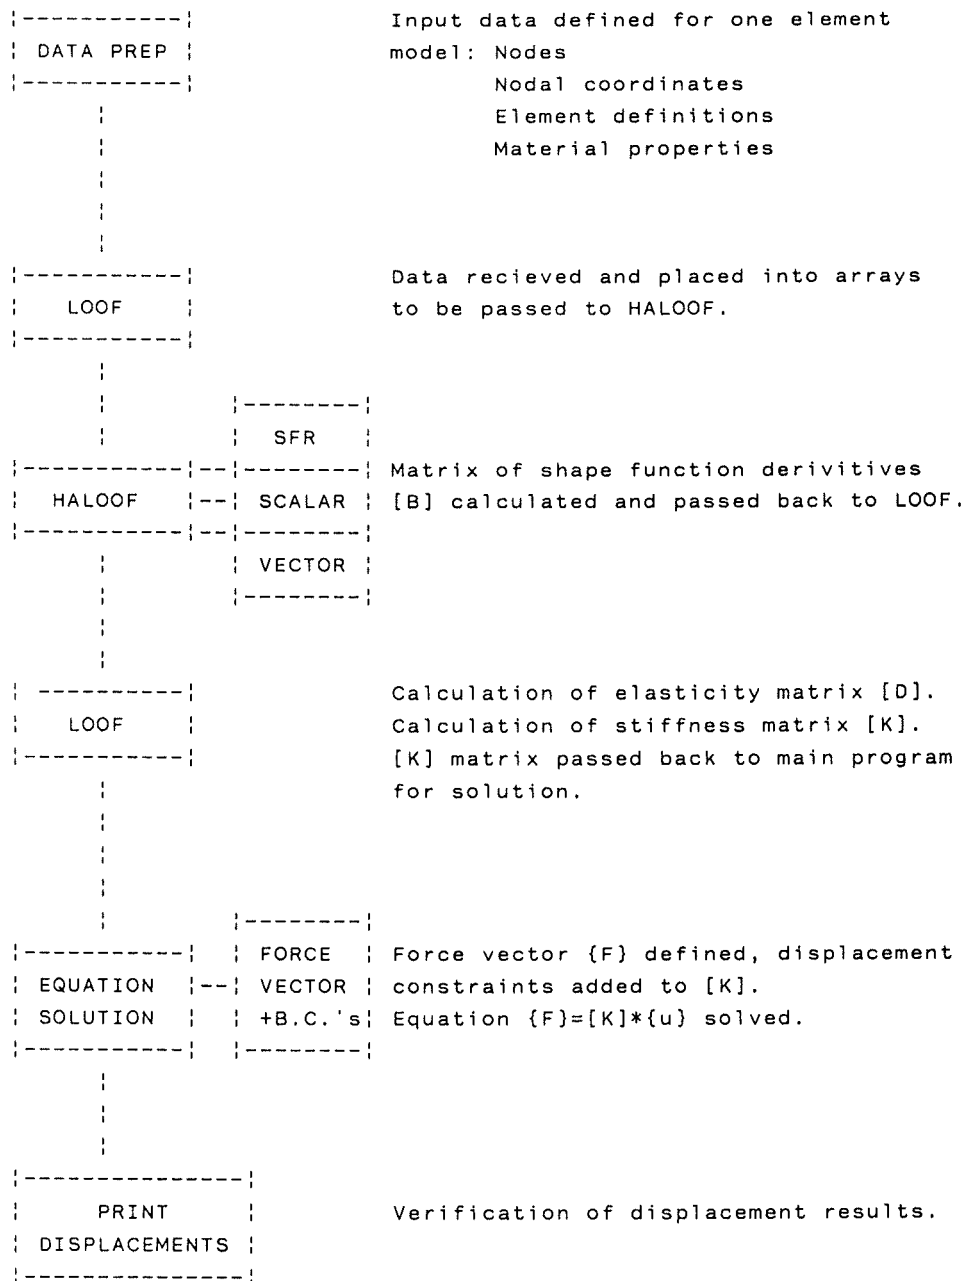 DATA PREP
Input data defined for one element
model: Nodes
Nodal coordinates
Element definitions
Material properties
LOOF
Data recieved and placed into arrays
to be passed to HALOOF.
SFR
HALOOF
SCALAR
VECTOR
Matrix of shape function derivitives
[B] calculated and passed back to LOOF.
LOOF
Calculation of elasticity matrix [D].
Calculation of stiffness matrix [K].
[K] matrix passed back to main program
for solution.
EQUATION
SOLUTION
FORCE
VECTOR
+B.C.'s
Force vector {F} defined, displacement
constraints added to [K].
Equation {F}=[K]*{u} solved.
PRINT
DISPLACEMENTS
Verification of displacement results.